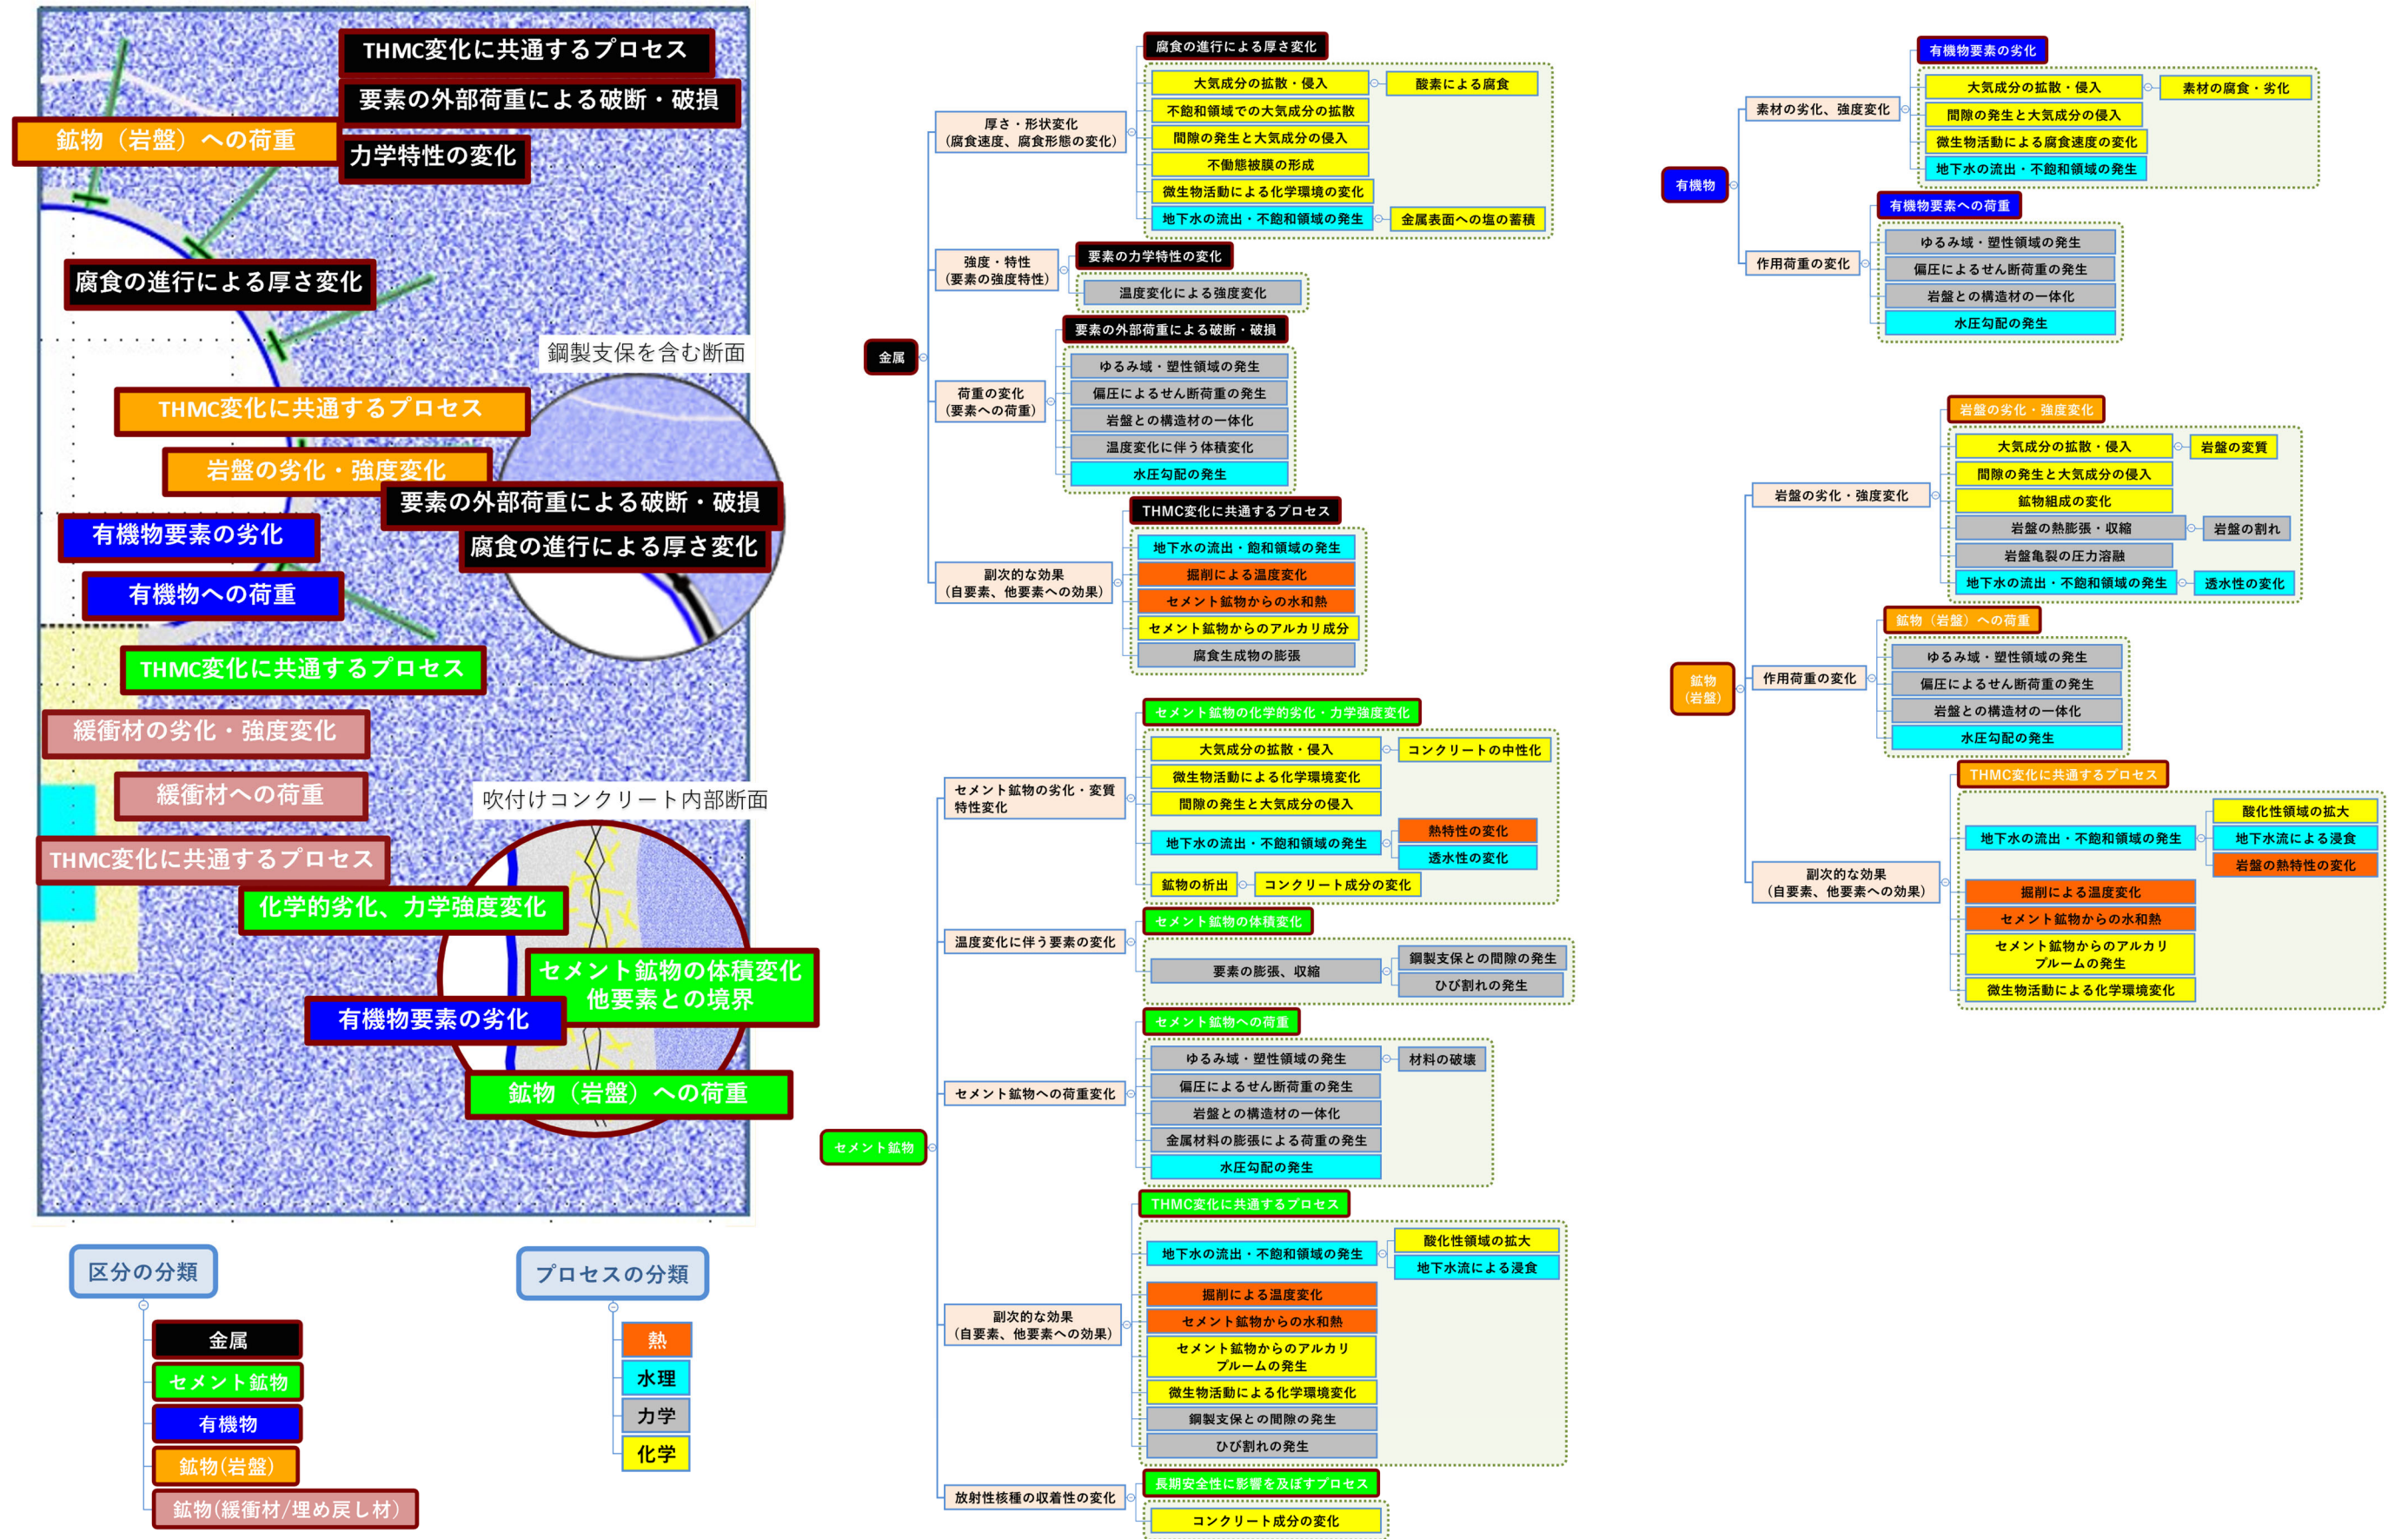 THMC変化に共通するプロセス
要素の外部荷重による破断・破損
鉱物（岩盤）への荷重
力学特性の変化
腐食の進行による厚さ変化
鋼製支保を含む断面
THMC変化に共通するプロセス
岩盤の劣化・強度変化
要素の外部荷重による破断・破損
有機物要素の劣化
腐食の進行による厚さ変化
有機物への荷重
THMC変化に共通するプロセス
緩衝材の劣化・強度変化
緩衝材への荷重
吹付けコンクリート内部断面
THMC変化に共通するプロセス
化学的劣化、力学強度変化
セメント鉱物の体積変化
他要素との境界
有機物要素の劣化
鉱物（岩盤）への荷重
区分の分類
金属
セメント鉱物
有機物
鉱物(岩盤)
鉱物(緩衝材/埋め戻し材)
プロセスの分類
熱
水理
力学
化学
金属
厚さ・形状変化
(腐食速度、腐食形態の変化)
腐食の進行による厚さ変化
大気成分の拡散・侵入
酸素による腐食
不飽和領域での大気成分の拡散
間隙の発生と大気成分の侵入
不働態被膜の形成
微生物活動による化学環境の変化
地下水の流出・不飽和領域の発生
金属表面への塩の蓄積
強度・特性
(要素の強度特性)
要素の力学特性の変化
温度変化による強度変化
荷重の変化
(要素への荷重)
要素の外部荷重による破断・破損
ゆるみ域・塑性領域の発生
偏圧によるせん断荷重の発生
岩盤との構造材の一体化
温度変化に伴う体積変化
水圧勾配の発生
副次的な効果
(自要素、他要素への効果)
THMC変化に共通するプロセス
地下水の流出・飽和領域の発生
掘削による温度変化
セメント鉱物からの水和熱
セメント鉱物からのアルカリ成分
腐食生成物の膨張
セメント鉱物
セメント鉱物の劣化・変質
特性変化
セメント鉱物の化学的劣化・力学強度変化
大気成分の拡散・侵入
コンクリートの中性化
微生物活動による化学環境変化
間隙の発生と大気成分の侵入
地下水の流出・不飽和領域の発生
熱特性の変化
透水性の変化
鉱物の析出
コンクリート成分の変化
温度変化に伴う要素の変化
セメント鉱物の体積変化
要素の膨張、収縮
鋼製支保との間隙の発生
ひび割れの発生
セメント鉱物への荷重変化
セメント鉱物への荷重
ゆるみ域・塑性領域の発生
材料の破壊
偏圧によるせん断荷重の発生
岩盤との構造材の一体化
金属材料の膨張による荷重の発生
水圧勾配の発生
副次的な効果
(自要素、他要素への効果)
THMC変化に共通するプロセス
地下水の流出・不飽和領域の発生
酸化性領域の拡大
地下水流による浸食
掘削による温度変化
セメント鉱物からの水和熱
セメント鉱物からのアルカリ
プルームの発生
微生物活動による化学環境変化
鋼製支保との間隙の発生
ひび割れの発生
放射性核種の収着性の変化
長期安全性に影響を及ぼすプロセス
コンクリート成分の変化
有機物
素材の劣化、強度変化
有機物要素の劣化
大気成分の拡散・侵入
素材の腐食・劣化
間隙の発生と大気成分の侵入
微生物活動による腐食速度の変化
地下水の流出・不飽和領域の発生
作用荷重の変化
有機物要素への荷重
ゆるみ域・塑性領域の発生
偏圧によるせん断荷重の発生
岩盤との構造材の一体化
水圧勾配の発生
鉱物
(岩盤)
岩盤の劣化・強度変化
岩盤の劣化・強度変化
大気成分の拡散・侵入
岩盤の変質
間隙の発生と大気成分の侵入
鉱物組成の変化
岩盤の熱膨張・収縮
岩盤の割れ
岩盤亀裂の圧力溶融
地下水の流出・不飽和領域の発生
透水性の変化
作用荷重の変化
鉱物（岩盤）への荷重
ゆるみ域・塑性領域の発生
偏圧によるせん断荷重の発生
岩盤との構造材の一体化
水圧勾配の発生
副次的な効果
(自要素、他要素への効果)
THMC変化に共通するプロセス
地下水の流出・不飽和領域の発生
酸化性領域の拡大
地下水流による浸食
岩盤の熱特性の変化
掘削による温度変化
セメント鉱物からの水和熱
セメント鉱物からのアルカリ
プルームの発生
微生物活動による化学環境変化